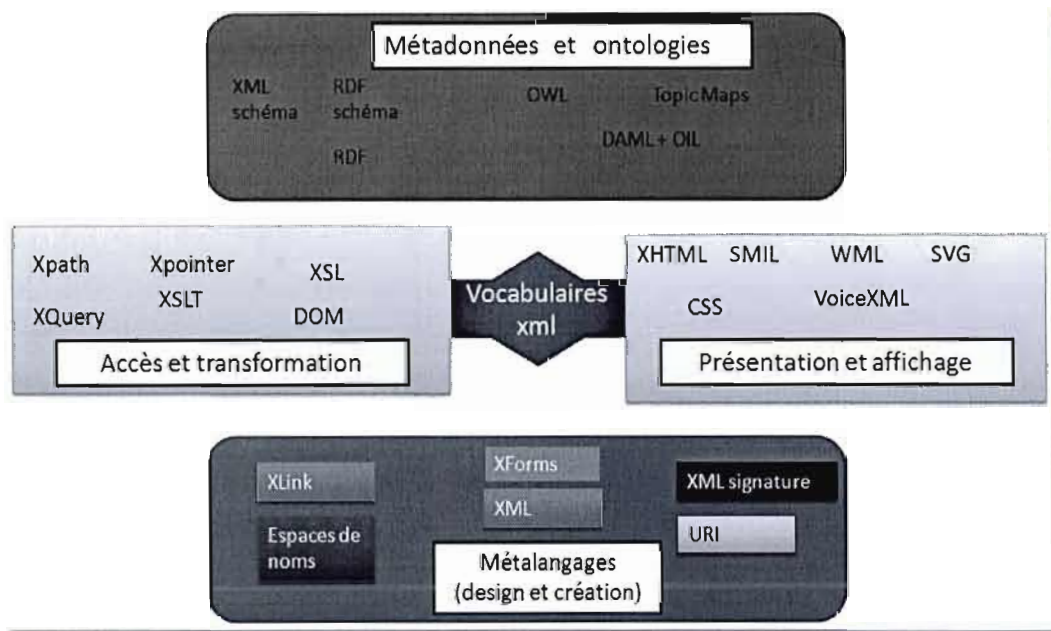 Métadonnées et ontologies
XML
schéma
RDF
schéma
OWL
TopicMaps
DAML+ OIL
RDF
Xpath
Xpointer
XSL
XSLT
XQuery
DOM
Accès et transformation
Vocabulaires
xml
XHTML SMIL WML SVG
CSS
VoiceXML
Présentation et affichage
XLink
XForms
XML signature
XML
Espaces de
noms
URI
Métalangages
(design et création)